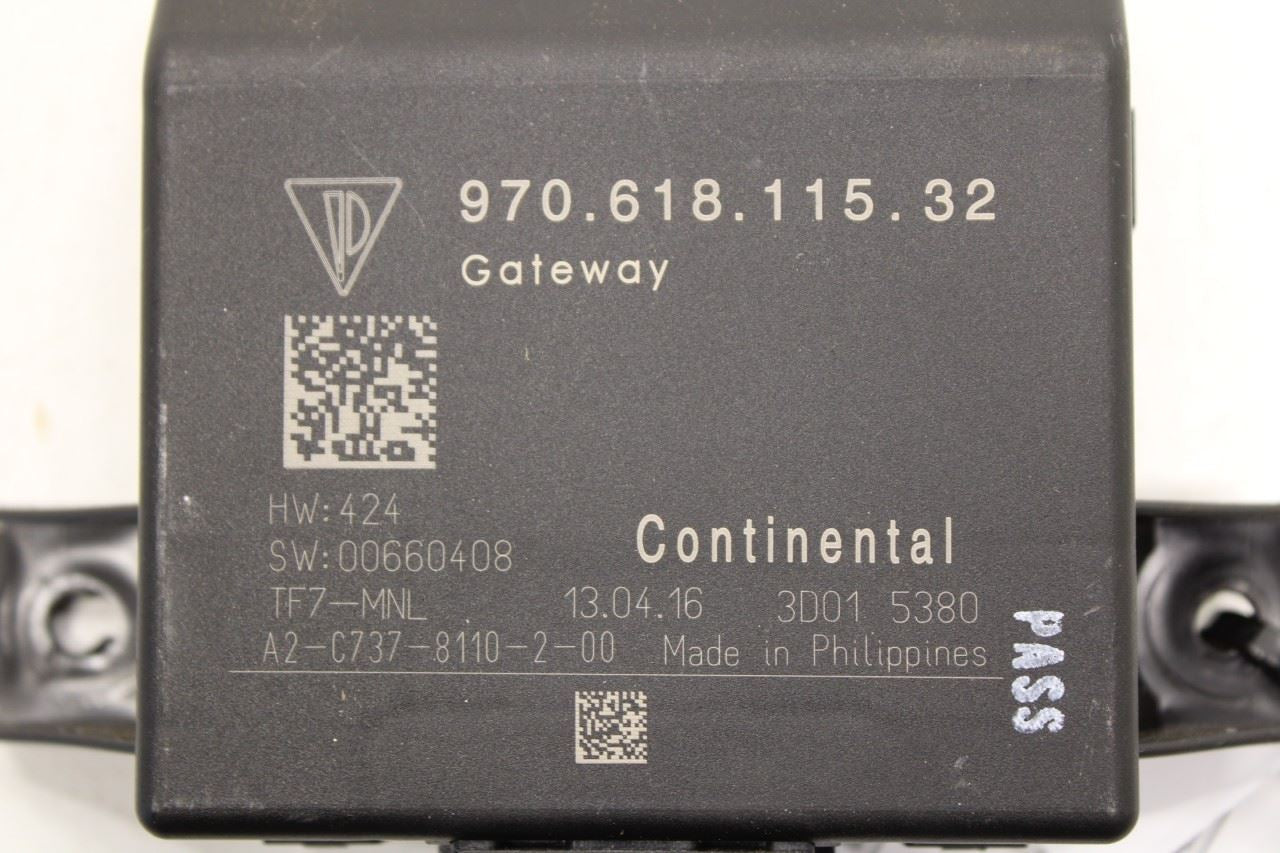 970.618.115.32
Gateway
HW:424
Continental
SW:00660408
TF7-MNL 13.04.16 3D01 5380
A2-C737-8110-2-00 Made in Philippines
PASS